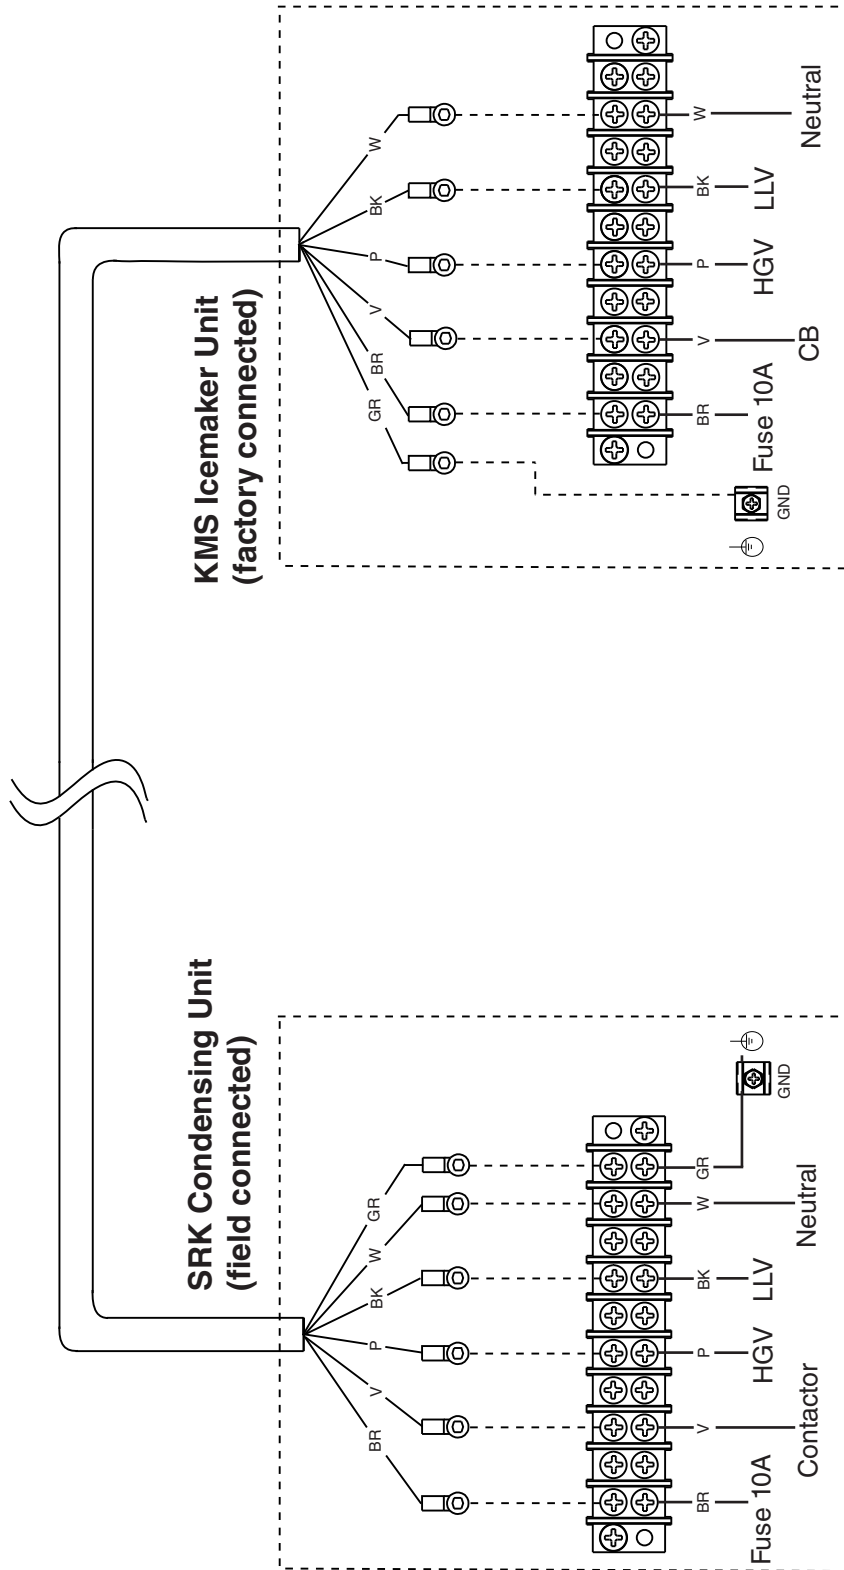 SRK Condensing Unit
(field connected)
BR
V
P
BK
W
GR
BR
V
P
BK
W
GR
Fuse 10A
Contactor
HGV
LLV
Neutral
GND
KMS Icemaker Unit
(factory connected)
GR
BR
V
P
BK
W
BR
V
P
BK
W
GND
Fuse 10A
CB
HGV
LLV
Neutral